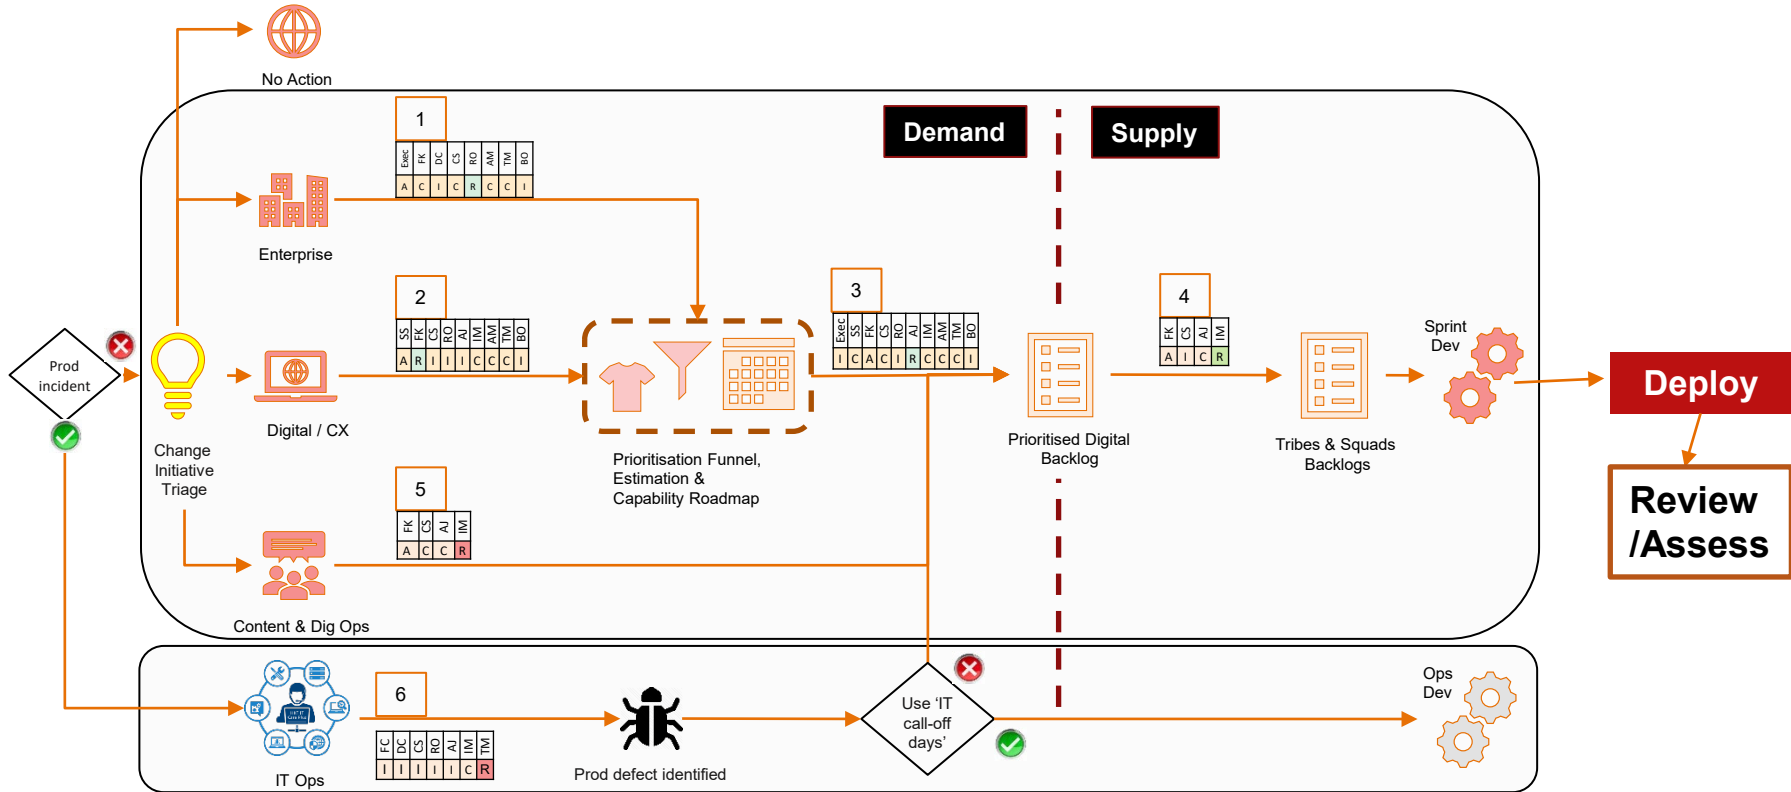 No Action
1
Exec FK DC CS RO AM TM BO
A C I C R C C I
Demand
Supply
Enterprise
2
SS FK CS RO AJ IM AM TM BO
A R I I I C C C I
3
Exec SS FK CS RO AJ IM AM TM BO
I C A C I R C C C I
4
FK CS AJ IM
A I C R
Sprint
Dev
Prod
incident
Deploy
Digital / CX
Change
Initiative
Triage
Prioritisation Funnel,
Estimation &
Capability Roadmap
Prioritised Digital
Backlog
Tribes & Squads
Backlogs
Review
/Assess
5
FK CS AJ IM
A C C R
Content & Dig Ops
6
FC DC CS RO AJ IM TM
I I I I I C R
IT Ops
Prod defect identified
Use ‘IT
call-off
days’
Ops
Dev